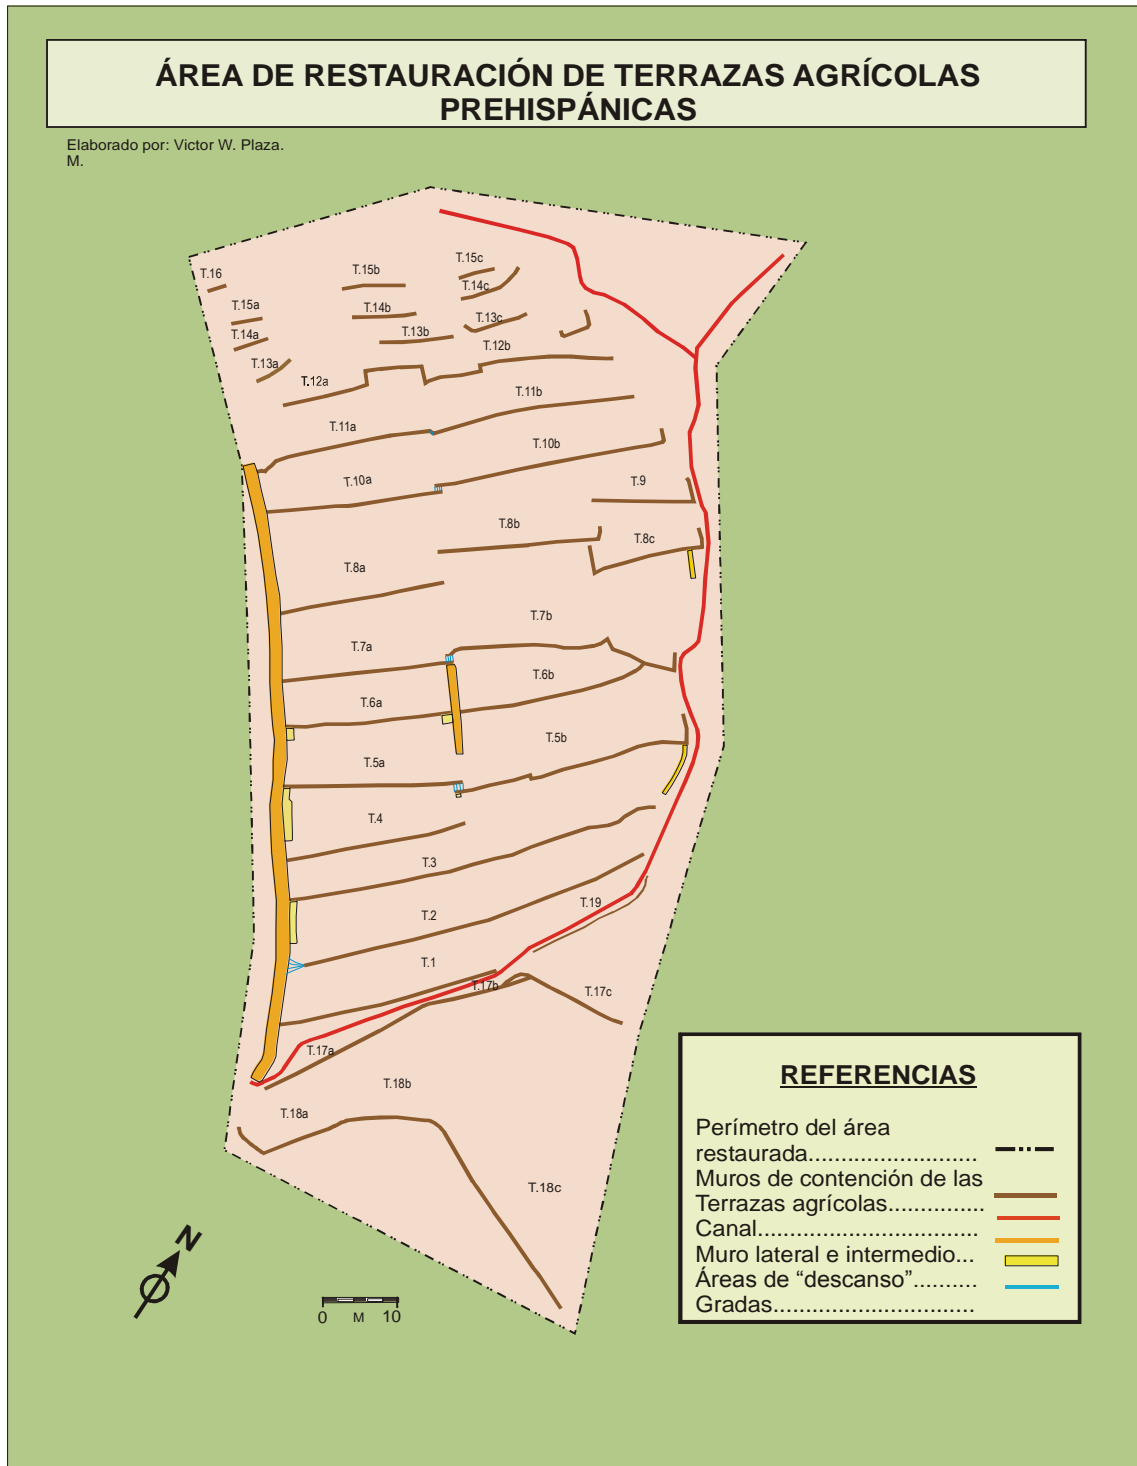 ÁREA DE RESTAURACIÓN DE TERRAZAS AGRÍCOLAS
PREHISPÁNICAS
Elaborado por: Victor W. Plaza.
M.
T.16
T.15b
T.15c
T.14c
T.15a
T.14b
T.13c
T.14a
T.13b
T.12b
T.13a
T.12a
T.11b
T.11a
T.10b
T.10a
T.9
T.8b
T.8c
T.8a
T.7b
T.7a
T.6b
T.6a
T.5b
T.5a
T.4
T.3
T.2
T.19
T.1
T.17b
T.17c
T.17a
T.18b
T.18a
T.18c
N
0 M 10
REFERENCIAS
Perímetro del área
restaurada..........................
Muros de contención de las
Terrazas agrícolas...............
Canal..................................
Muro lateral e intermedio...
Áreas de “descanso”..........
Gradas...............................